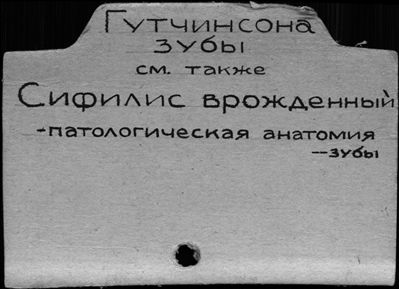 Гутчинсона
зубы
см. также
Сифилис врожденный
-патологическая анатомия
--зубы